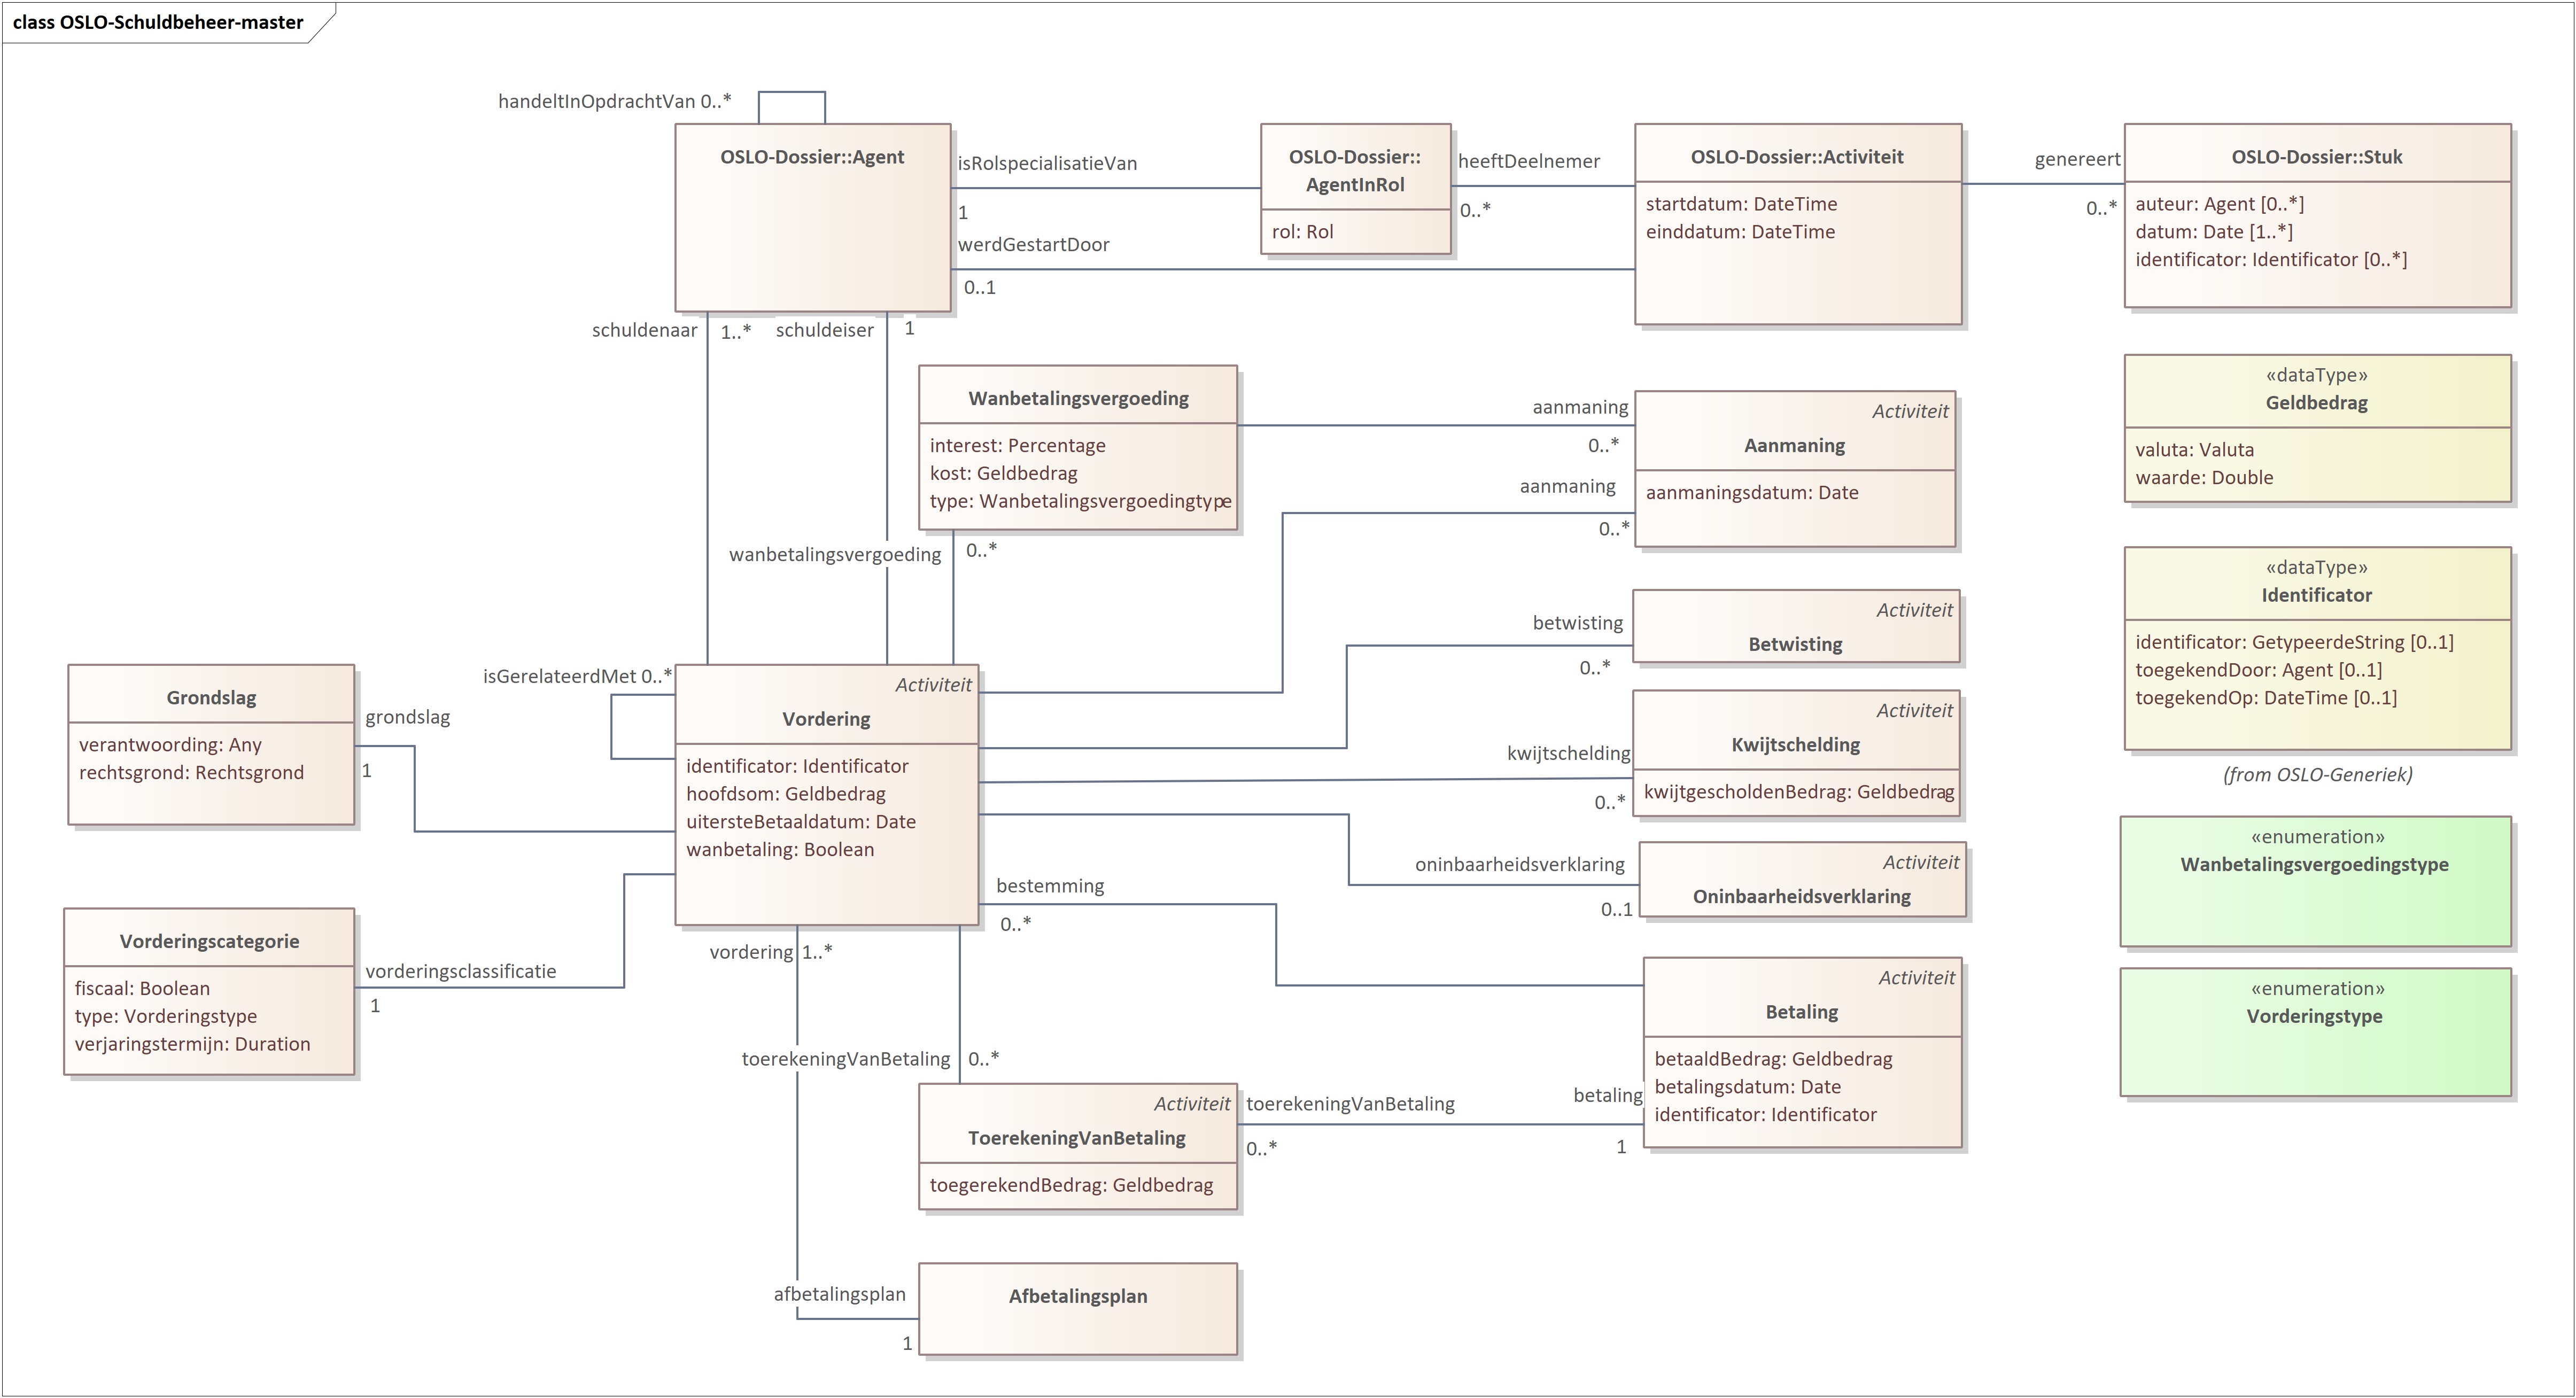 class OSLO-Schuldbeheer-master
handeltInOpdrachtVan 0..*
OSLO-Dossier::Agent
isRolspecialisatieVan
1
werdGestartDoor
0..1
OSLO-Dossier::
AgentInRol
rol: Rol
heeftDeelnemer
0..*
OSLO-Dossier::Activiteit
startdatum: DateTime
einddatum: DateTime
genereert
0..*
OSLO-Dossier::Stuk
auteur: Agent [0..*]
datum: Date [1..*]
identificator: Identificator [0..*]
schuldenaar
1..*
schuldeiser
1
Wanbetalingsvergoeding
interest: Percentage
kost: Geldbedrag
type: Wanbetalingsvergoedingtype
wanbetalingsvergoeding
0..*
aanmaning
0..*
aanmaning
0..*
Activiteit
Aanmaning
aanmaningsdatum: Date
«dataType»
Geldbedrag
valuta: Valuta
waarde: Double
«dataType»
Identificator
identificator: GetypeerdeString [0..1]
toegekendDoor: Agent [0..1]
toegekendOp: DateTime [0..1]
(from OSLO-Generiek)
betwisting
0..*
Activiteit
Betwisting
Grondslag
verantwoording: Any
rechtsgrond: Rechtsgrond
grondslag
1
isGerelateerdMet 0..*
Activiteit
Vordering
identificator: Identificator
hoofdsom: Geldbedrag
uitersteBetaaldatum: Date
wanbetaling: Boolean
kwijtschelding
0..*
Activiteit
Kwijtschelding
kwijtgescholdenBedrag: Geldbedrag
oninbaarheidsverklaring
0..1
Activiteit
Oninbaarheidsverklaring
«enumeration»
Wanbetalingsvergoedingstype
«enumeration»
Vorderingstype
Vorderingscategorie
fiscaal: Boolean
type: Vorderingstype
verjaringstermijn: Duration
vorderingsclassificatie
1
bestemming
0..*
vordering
1..*
Activiteit
Betaling
betaaldBedrag: Geldbedrag
betalingsdatum: Date
identificator: Identificator
toerekeningVanBetaling
0..*
Activiteit
ToerekeningVanBetaling
toegerekendBedrag: Geldbedrag
toerekeningVanBetaling
0..*
betaling
1
afbetalingsplan
1
Afbetalingsplan